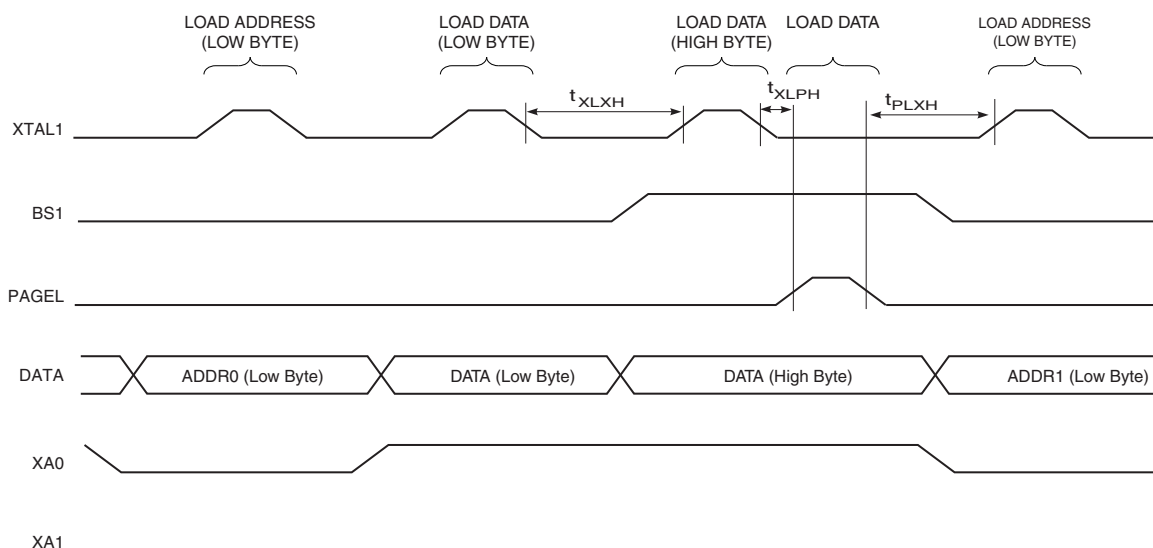 LOAD ADDRESS
(LOW BYTE)
LOAD DATA
(LOW BYTE)
LOAD DATA
(HIGH BYTE)
LOAD DATA
LOAD ADDRESS
(LOW BYTE)
tXLXH
tXLPH
tPLXH
XTAL1
BS1
PAGEL
DATA
ADDR0 (Low Byte)
DATA (Low Byte)
DATA (High Byte)
ADDR1 (Low Byte)
XA0
XA1